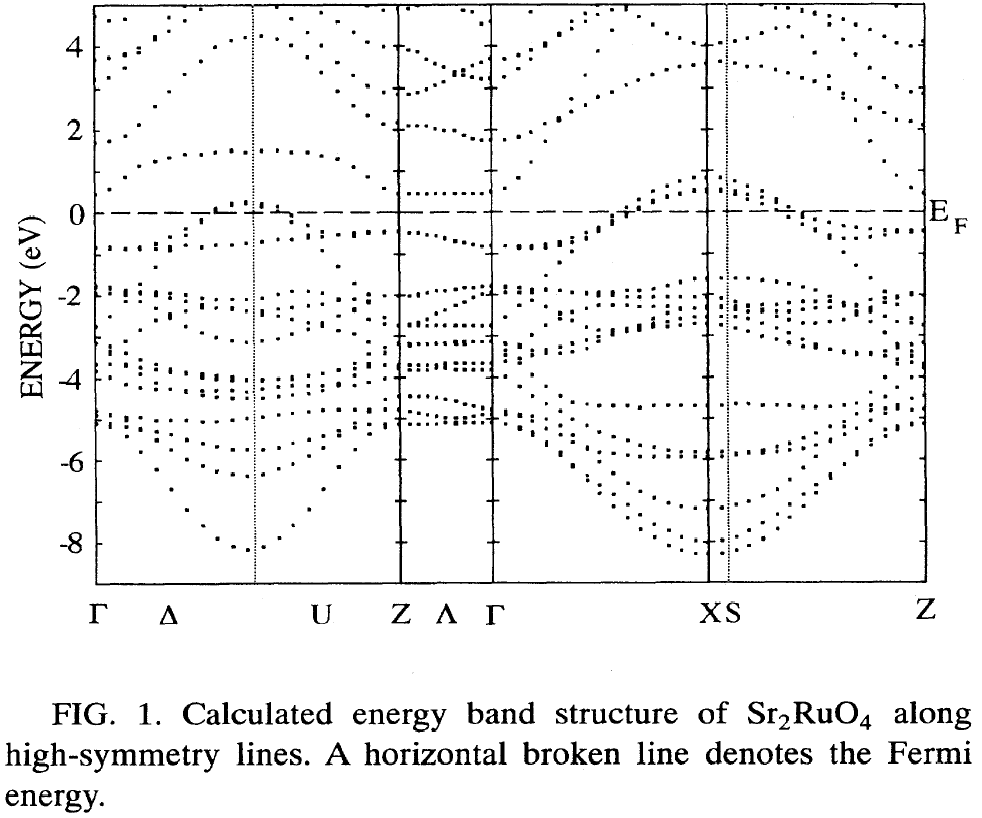 4
2
0
-2
-4
-6
-8
ENERGY (eV)
E_F
Γ Δ U Z Λ Γ X S Z
FIG. 1. Calculated energy band structure of Sr₂RuO₄ along
high-symmetry lines. A horizontal broken line denotes the Fermi
energy.